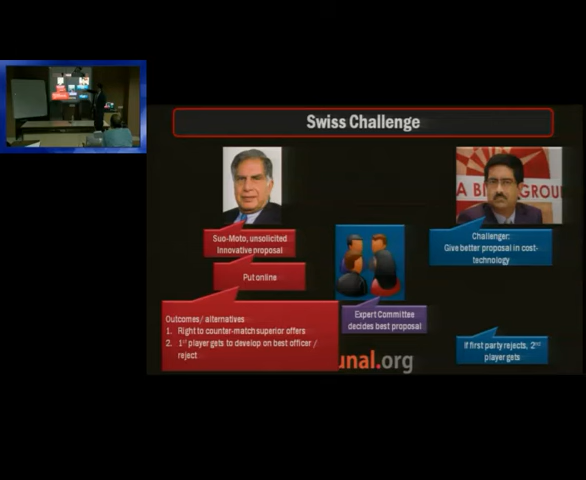 Swiss Challenge
A BI GROU
Suo-Moto, unsolicited
Innovative proposal
Challenger:
Give better proposal in cost-
technology
Put online
Outcomes/ alternatives
1. Right to counter-match superior offers
2. 1st player gets to develop on best officer /
reject
Expert Committee
decides best proposal
If first party rejects, 2nd
player gets
unal.org